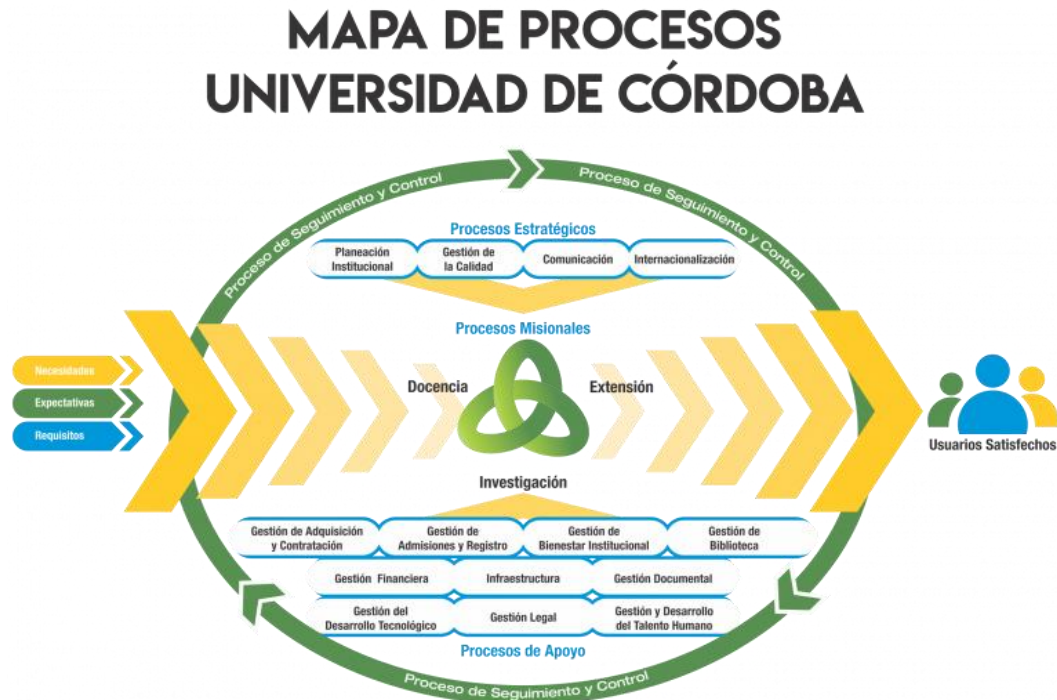 MAPA DE PROCESOS
UNIVERSIDAD DE CÓRDOBA
Proceso de Seguimiento y Control
Proceso de Seguimiento y Control
Procesos Estratégicos
Planeación
Institucional
Gestión de
la Calidad
Comunicación
Internacionalización
Procesos Misionales
Necesidades
Expectativas
Requisitos
Docencia
Extensión
Investigación
Usuarios Satisfechos
Gestión de Adquisición
y Contratación
Gestión de
Admisiones y Registro
Gestión de
Bienestar Institucional
Gestión de
Biblioteca
Gestión Financiera
Infraestructura
Gestión Documental
Gestión del
Desarrollo Tecnológico
Gestión Legal
Gestión y Desarrollo
del Talento Humano
Procesos de Apoyo
Proceso de Seguimiento y Control